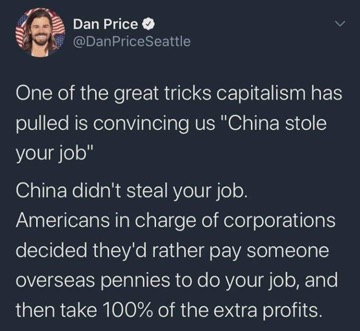 Dan Price
@DanPriceSeattle
One of the great tricks capitalism has
pulled is convincing us "China stole
your job"
China didn't steal your job.
Americans in charge of corporations
decided they'd rather pay someone
overseas pennies to do your job, and
then take 100% of the extra profits.